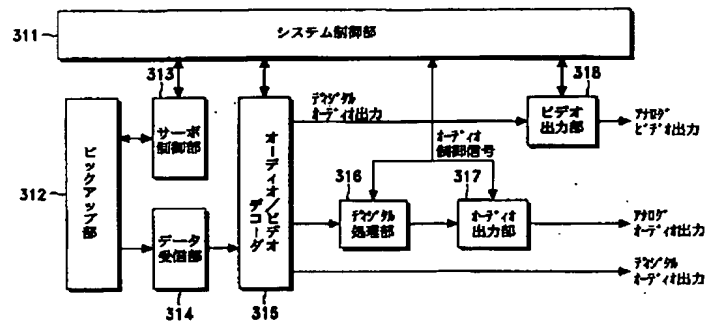 311
システム制御部
313
318
デジタル
オーディオ出力
ビデオ
出力部
アナログ
ビデオ出力
サーボ
制御部
オーディオ
制御信号
312
ピックアップ部
オーディオ/ビデオ
デコーダ
316
317
デジタル
処理部
オーディオ
出力部
アナログ
オーディオ出力
データ
受信部
デジタル
オーディオ出力
314
315